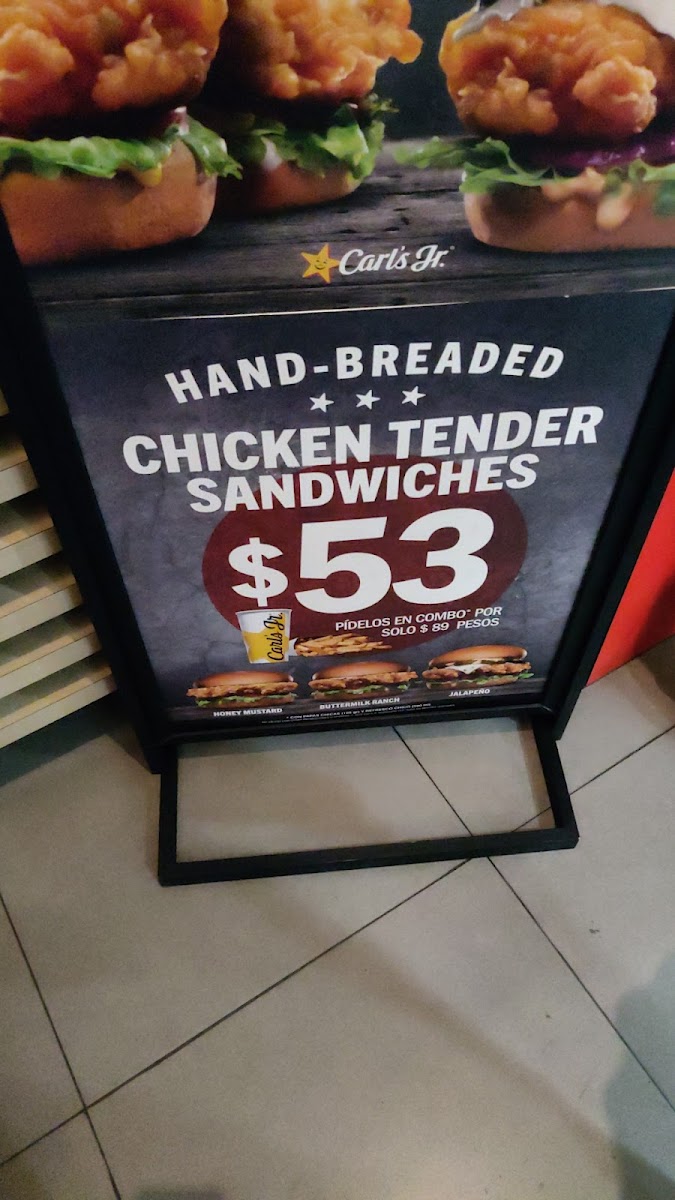 Carl's Jr.
HAND-BREADED
CHICKEN TENDER
SANDWICHES
$53
PÍDELOS EN COMBO* POR
SOLO $ 89 PESOS
Carl's Jr.
HONEY MUSTARD
BUTTERMILK RANCH
JALAPEÑO